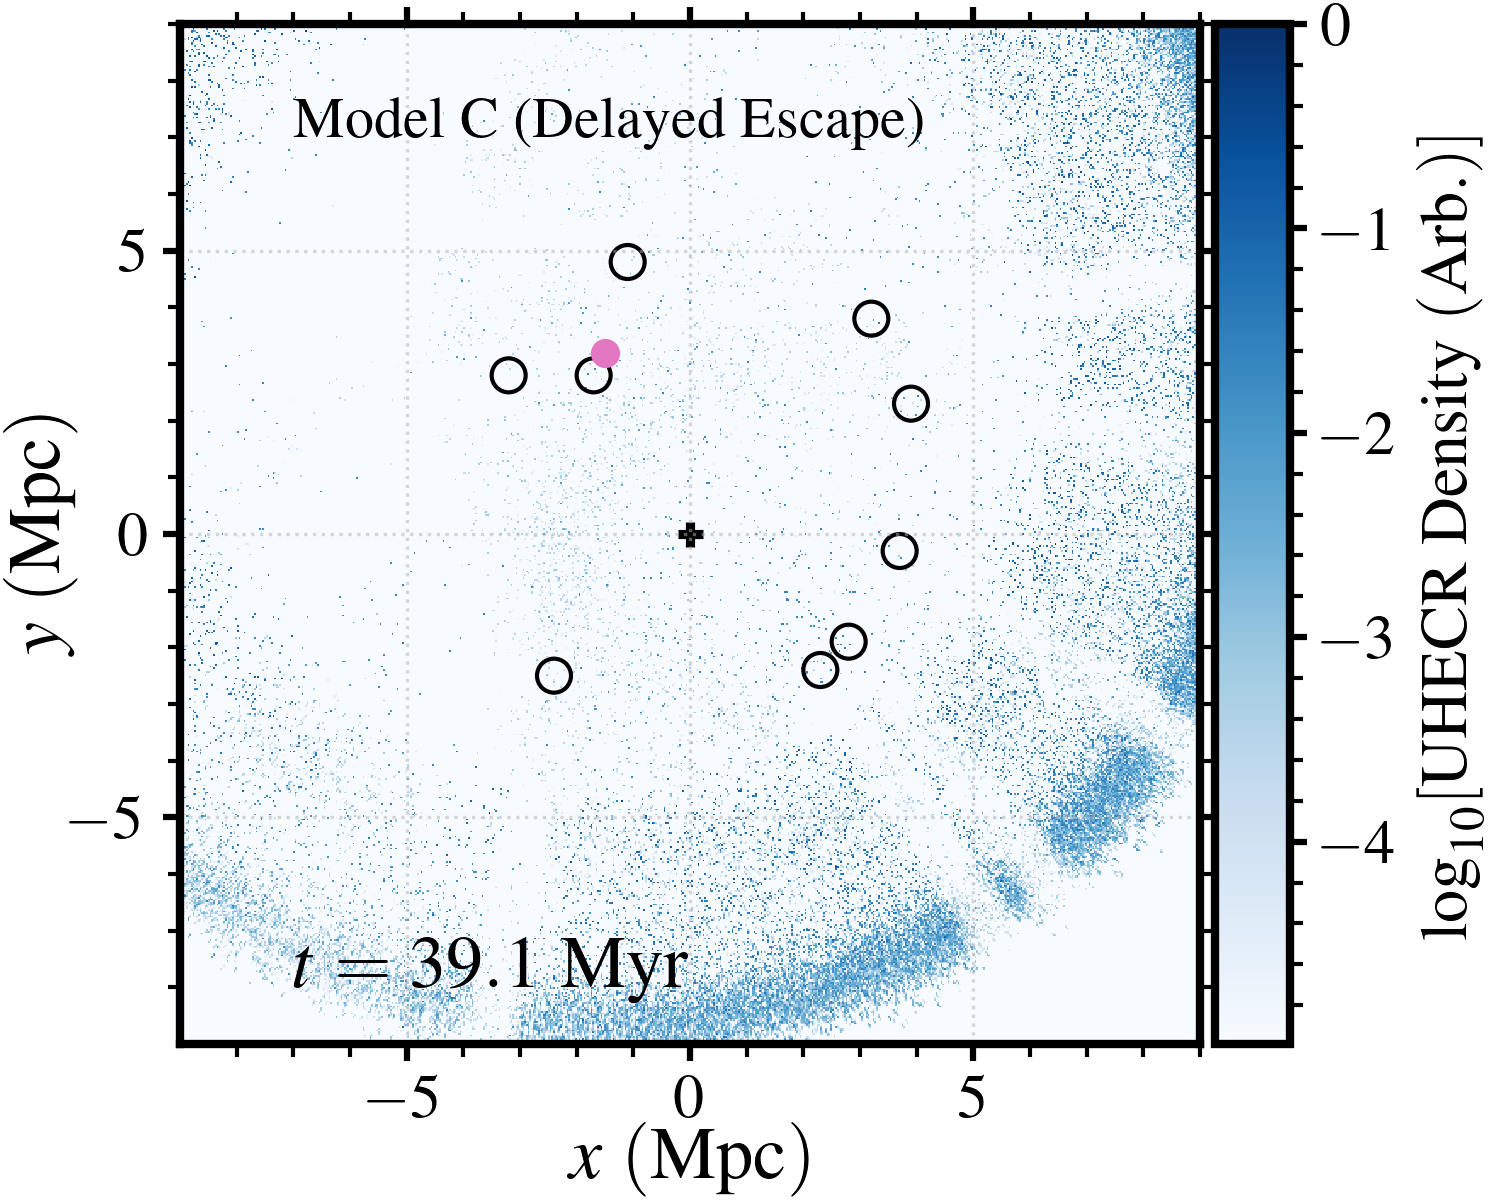 Model C (Delayed Escape)
t = 39.1 Myr
5
0
−5
y (Mpc)
−5
0
5
x (Mpc)
0
−1
−2
−3
−4
log10[UHECR Density (Arb.)]